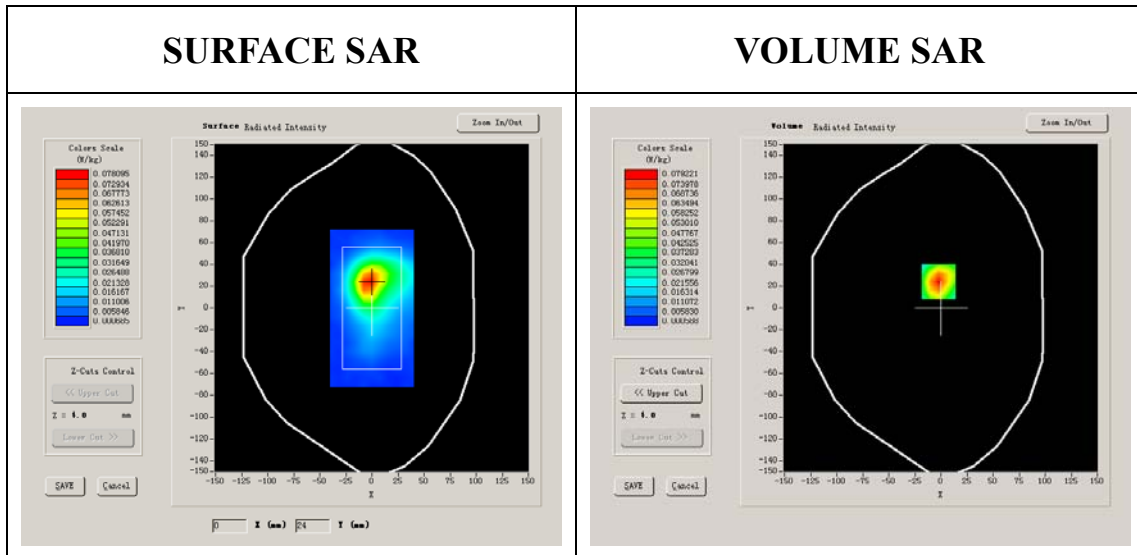 SURFACE SAR
VOLUME SAR
Surface Radiated Intensity
Zoom In/Out
Colors Scale
(W/kg)
0.078095
0.072934
0.067773
0.062613
0.057452
0.052291
0.047131
0.041970
0.036810
0.031649
0.026488
0.021328
0.016167
0.011006
0.005846
0.000685
150
140
120
100
80
60
40
20
0
-20
-40
-60
-80
-100
-120
-140
-150
Y
-150 -125 -100 -75 -50 -25 0 25 50 75 100 125 150
X
Z-Cuts Control
<< Upper Cut
Z = 4.0 mm
Lower Cut >>
SAVE Cancel
0 X (mm) 24 Y (mm)
Volume Radiated Intensity
Zoom In/Out
Colors Scale
(W/kg)
0.079221
0.073978
0.068736
0.063494
0.058252
0.053010
0.047767
0.042525
0.037283
0.032041
0.026799
0.021556
0.016314
0.011072
0.005830
0.000588
150
140
120
100
80
60
40
20
0
-20
-40
-60
-80
-100
-120
-140
-150
Y
-150 -125 -100 -75 -50 -25 0 25 50 75 100 125 150
X
Z-Cuts Control
<< Upper Cut
Z = 4.0 mm
Lower Cut >>
SAVE Cancel